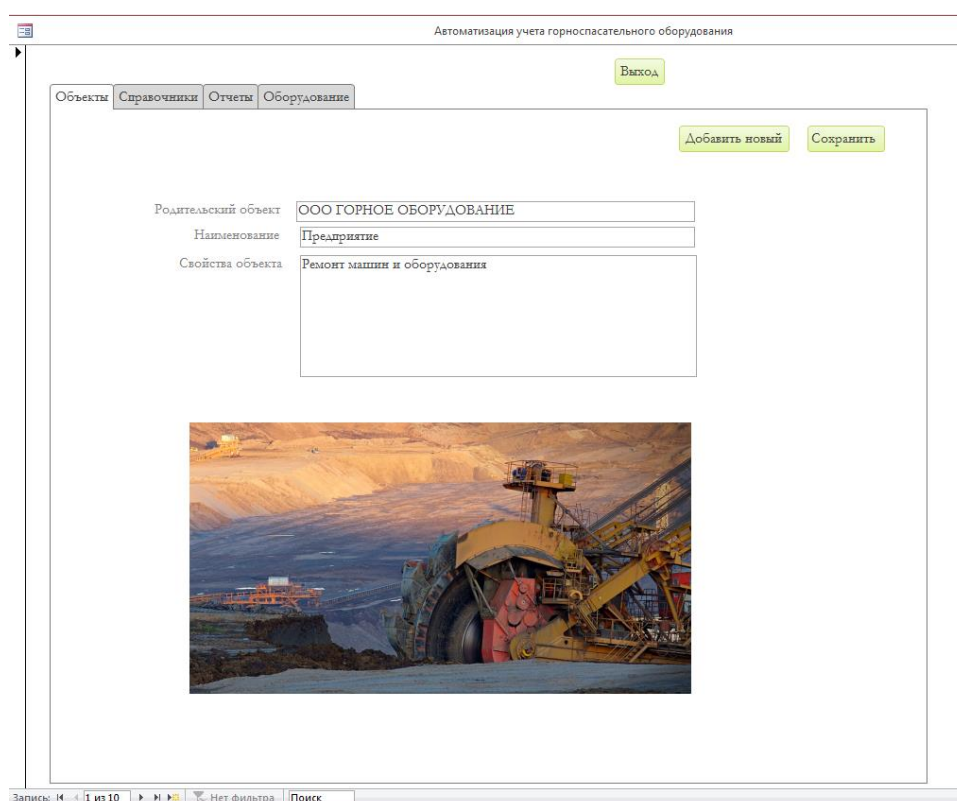 Автоматизация учета горноспасательного оборудования
Выход
Объекты Справочники Отчеты Оборудование
Добавить новый Сохранить
Родительский объект ООО ГОРНОЕ ОБОРУДОВАНИЕ
Наименование Предприятие
Свойства объекта Ремонт машин и оборудования
Запись: 1 из 10 Нет фильтра Поиск